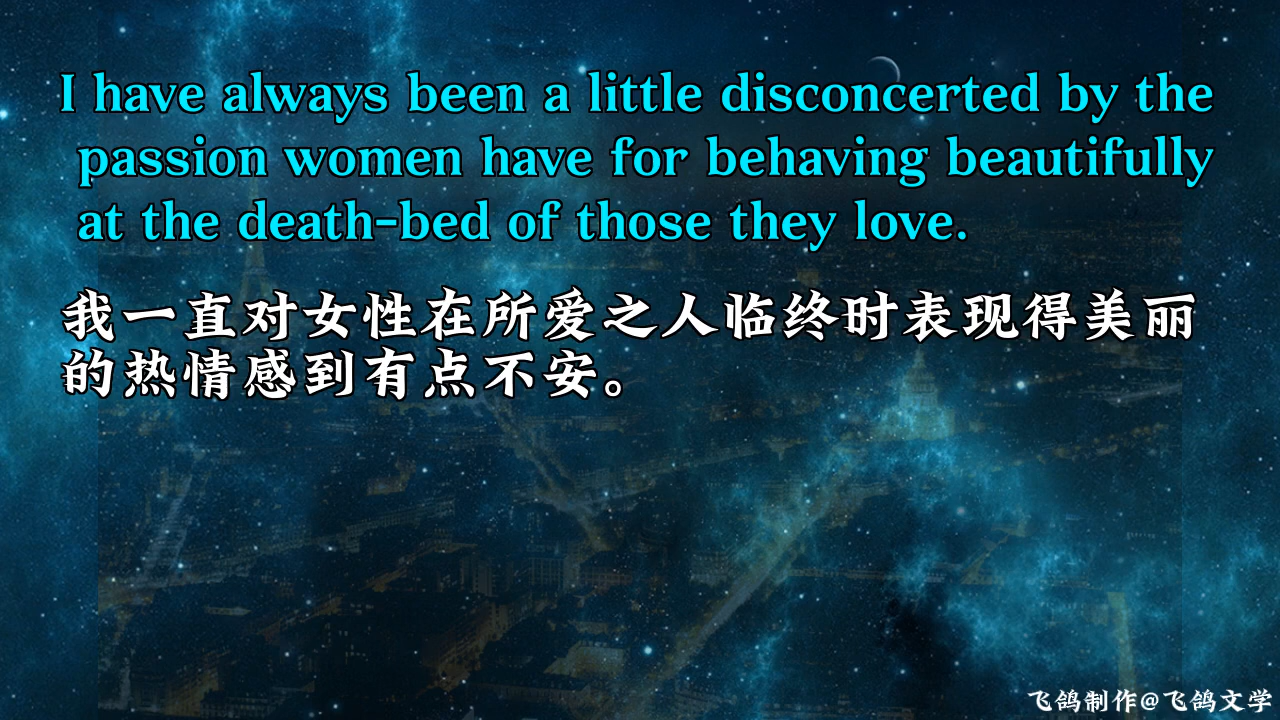 I have always been a little disconcerted by the
passion women have for behaving beautifully
at the death-bed of those they love.
我一直对女性在所爱之人临终时表现得美丽
的热情感到有点不安。
飞鸽制作@飞鸽文学